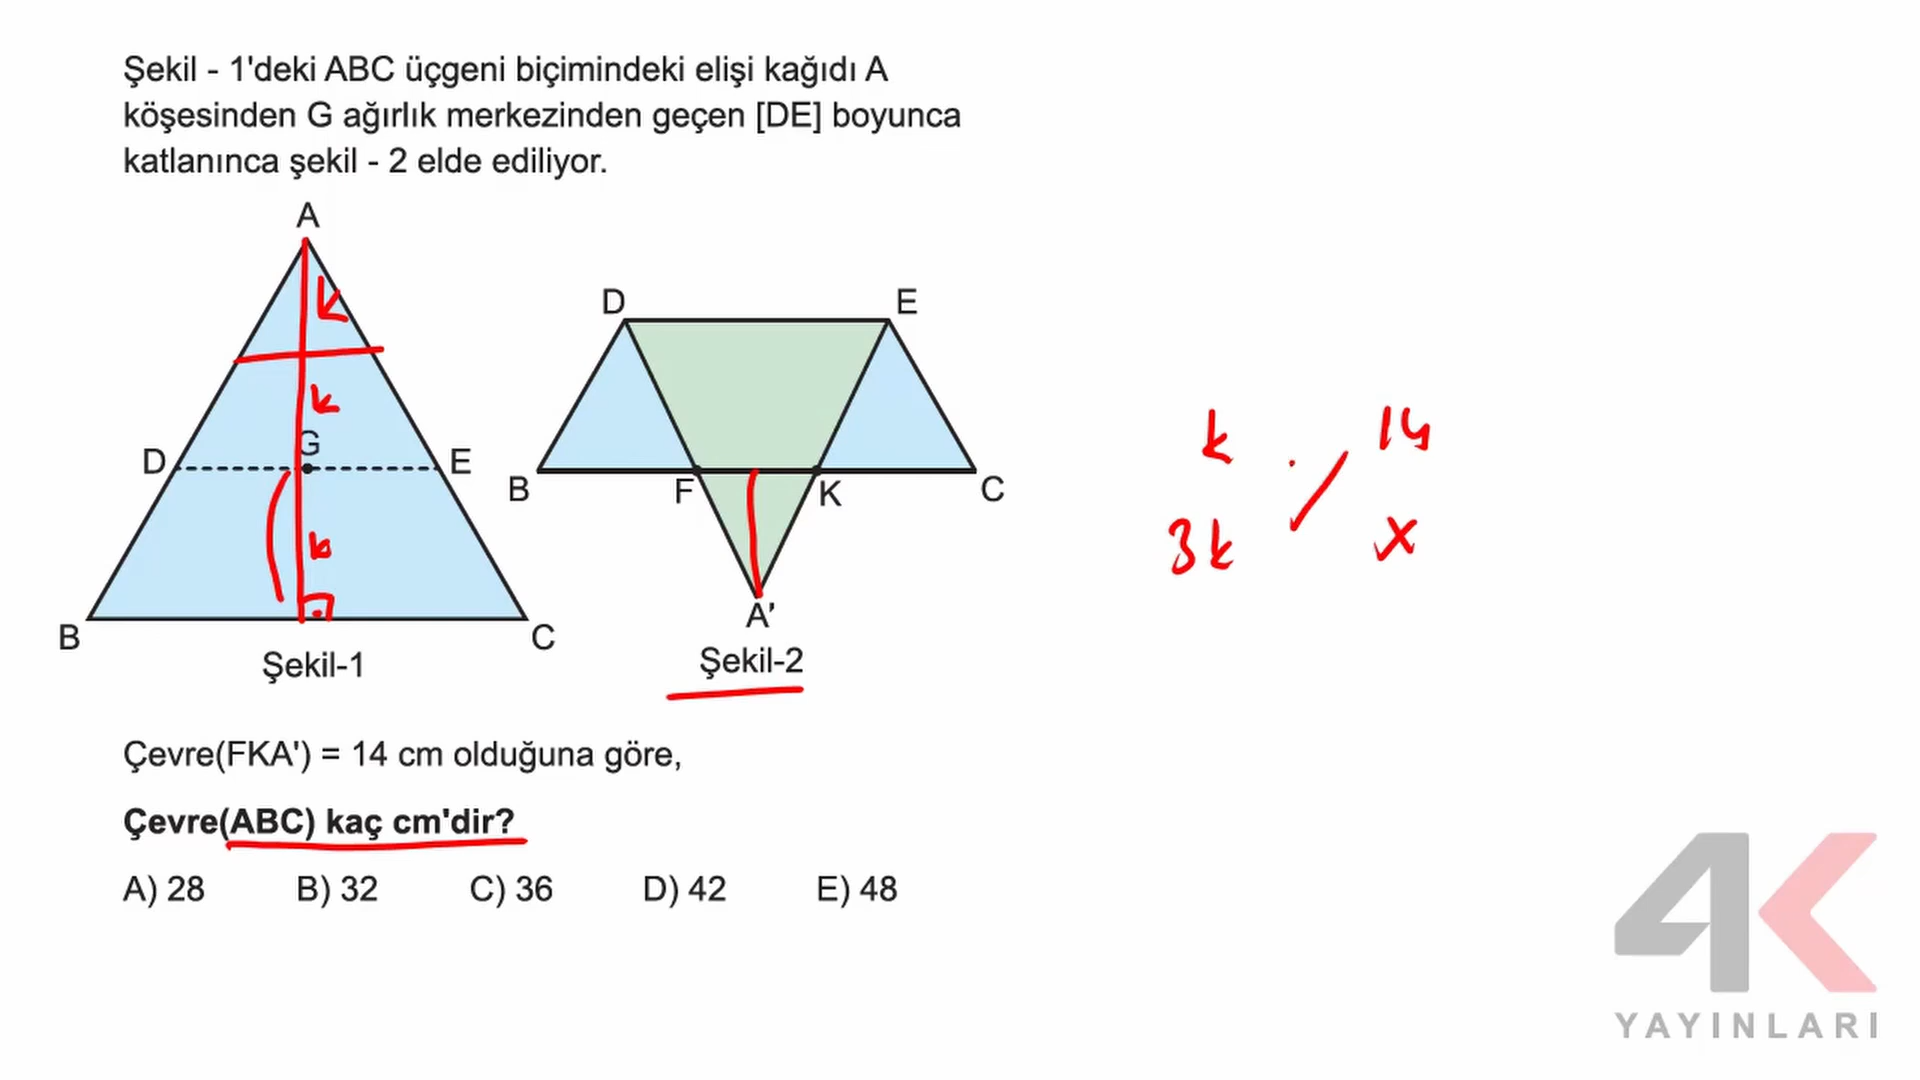 Şekil - 1'deki ABC üçgeni biçimindeki elişi kağıdı A
köşesinden G ağırlık merkezinden geçen [DE] boyunca
katlanınca şekil - 2 elde ediliyor.
A
k
k
G
D
E
k
B
C
Şekil-1
D
E
B
F
K
C
A'
Şekil-2
k 14
3k x
Çevre(FKA') = 14 cm olduğuna göre,
Çevre(ABC) kaç cm'dir?
A) 28 B) 32 C) 36 D) 42 E) 48
4K
YAYINLARI